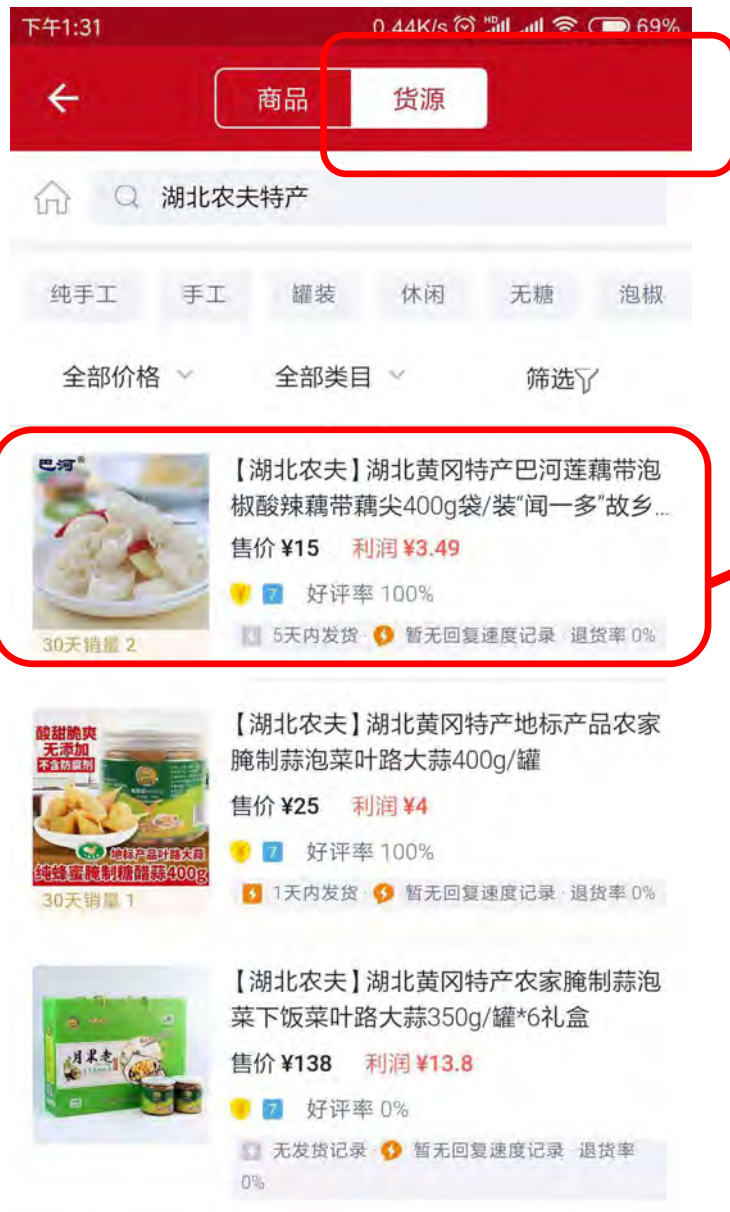 下午1:31
0.44K/s
HD
69%
商品
货源
湖北农夫特产
纯手工
手工
罐装
休闲
无糖
泡椒
全部价格
全部类目
筛选
巴河®
【湖北农夫】湖北黄冈特产巴河莲藕带泡
椒酸辣藕带藕尖400g袋/装“闻一多”故乡...
售价 ¥15 利润 ¥3.49
7 好评率 100%
5天内发货·暂无回复速度记录·退货率 0%
30天销量 2
酸甜脆爽
无添加
不含防腐剂
地标产品叶路大蒜
纯蜂蜜腌制糖醋蒜400g
【湖北农夫】湖北黄冈特产地标产品农家
腌制蒜泡菜叶路大蒜400g/罐
售价 ¥25 利润 ¥4
7 好评率 100%
1天内发货·暂无回复速度记录·退货率 0%
30天销量 1
【湖北农夫】湖北黄冈特产农家腌制蒜泡
菜下饭菜叶路大蒜350g/罐*6礼盒
售价 ¥138 利润 ¥13.8
7 好评率 0%
无发货记录·暂无回复速度记录·退货率
0%